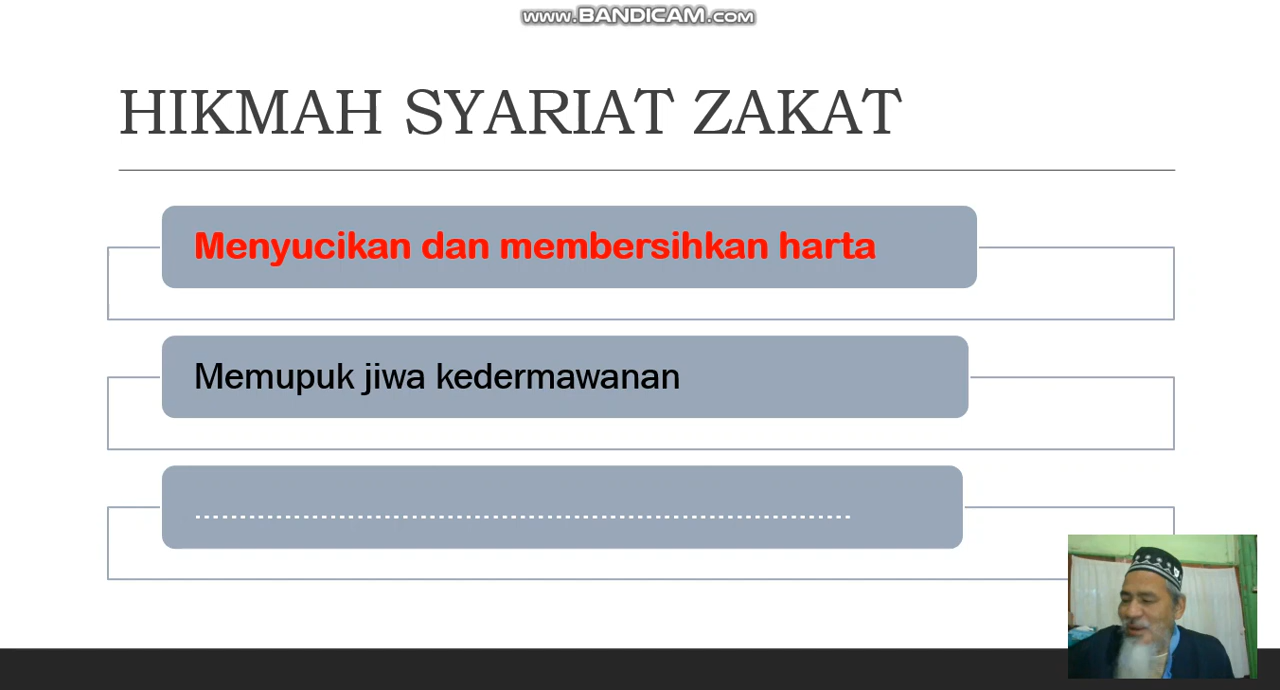 www.BANDICAM.com
HIKMAH SYARIAT ZAKAT
Menyucikan dan membersihkan harta
Memupuk jiwa kedermawanan
.........................................................................